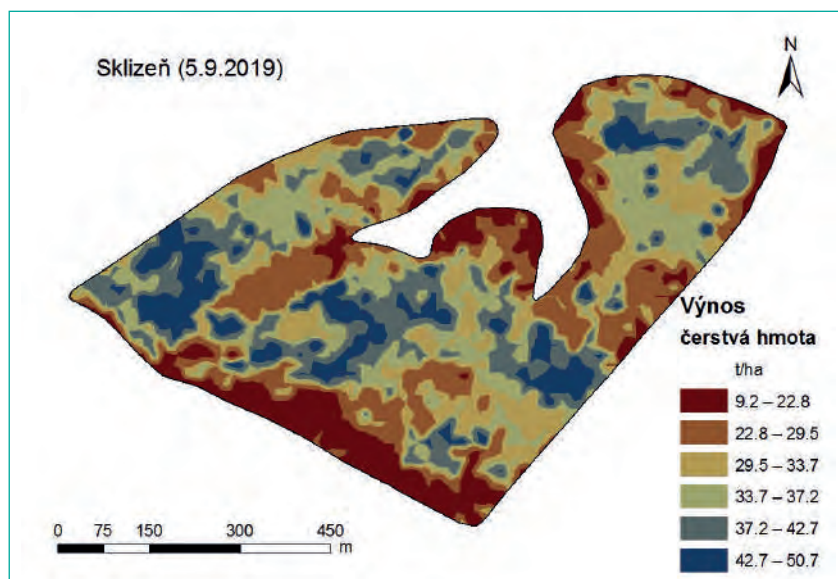 Sklizeň (5.9.2019)
N
Výnos
čerstvá hmota
t/ha
9.2 – 22.8
22.8 – 29.5
29.5 – 33.7
33.7 – 37.2
37.2 – 42.7
42.7 – 50.7
0 75 150 300 450
m